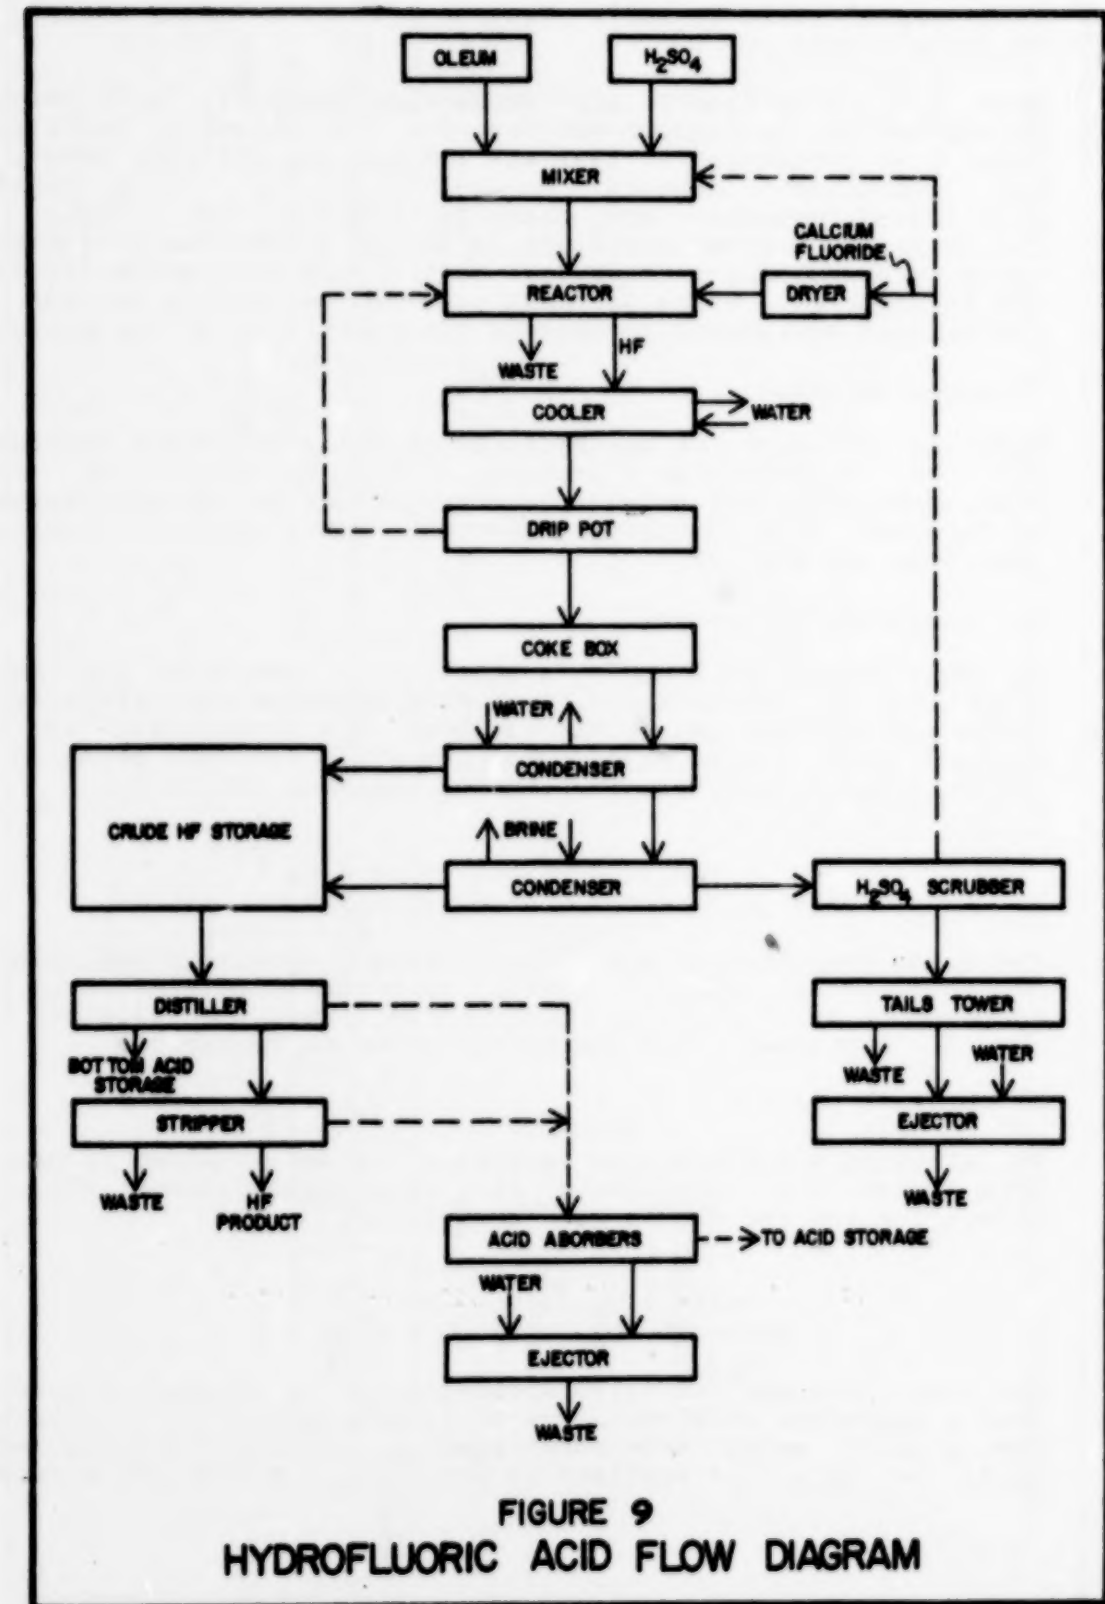 OLEUM
H2SO4
MIXER
CALCIUM
FLUORIDE
REACTOR
DRYER
WASTE
HF
COOLER
WATER
DRIP POT
COKE BOX
WATER
CONDENSER
CRUDE HF STORAGE
BRINE
CONDENSER
H2SO4 SCRUBBER
DISTILLER
TAILS TOWER
BOTTOM ACID
STORAGE
WASTE
WATER
STRIPPER
EJECTOR
WASTE
HF
PRODUCT
WASTE
ACID ABORBERS
TO ACID STORAGE
WATER
EJECTOR
WASTE
FIGURE 9
HYDROFLUORIC ACID FLOW DIAGRAM